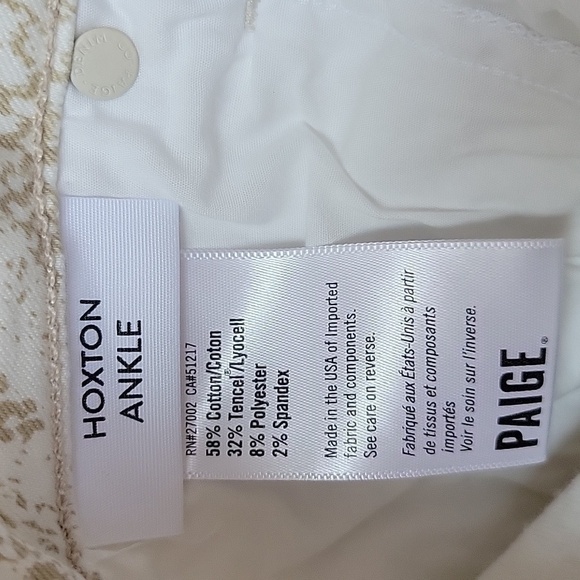 HOXTON
ANKLE
RN#27002 CA#51217
58% Cotton/Coton
32% Tencel®/Lyocell
8% Polyester
2% Spandex
Made in the USA of Imported
fabric and components.
See care on reverse.
Fabriqué aux États-Unis à partir
de tissus et composants
importés
Voir le soin sur l'inverse.
PAIGE®